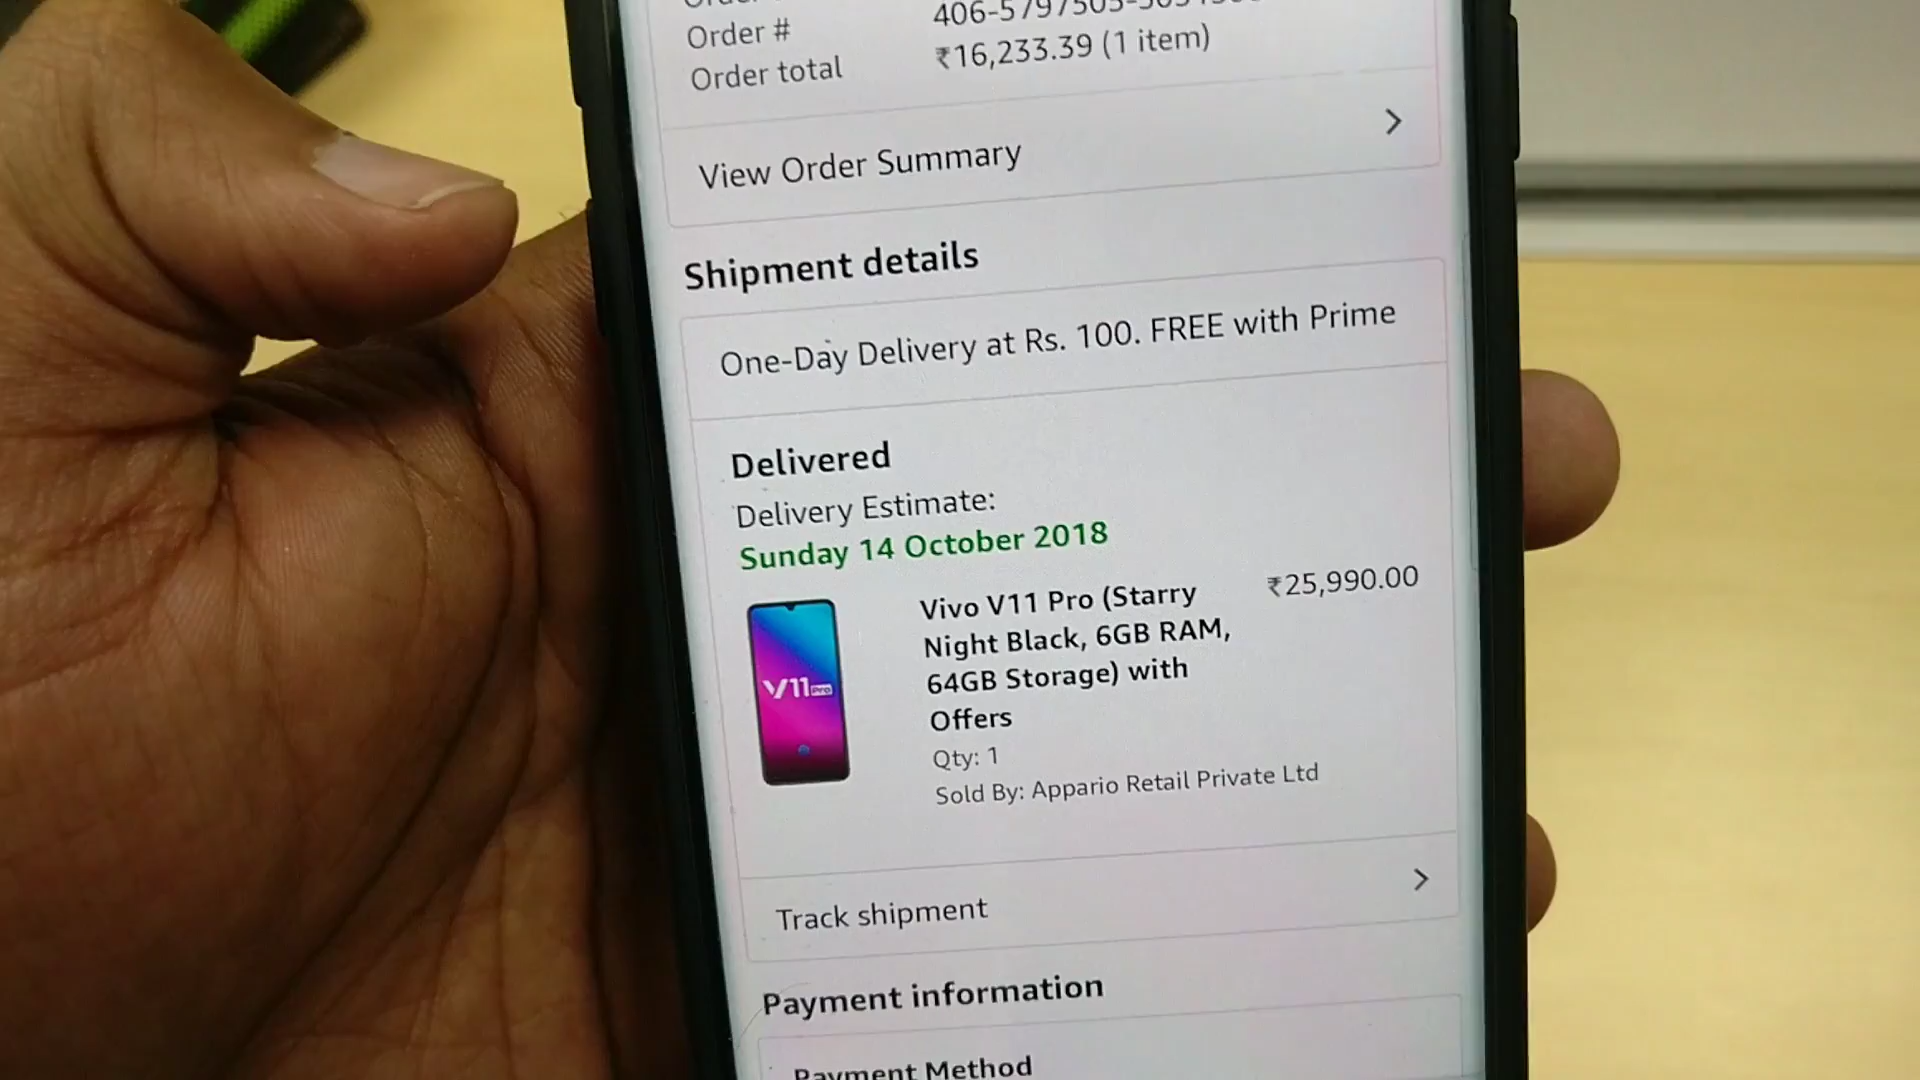 Order #
Order total
₹16,233.39 (1 item)
View Order Summary
Shipment details
One-Day Delivery at Rs. 100. FREE with Prime
Delivered
Delivery Estimate:
Sunday 14 October 2018
V11Pro
Vivo V11 Pro (Starry
Night Black, 6GB RAM,
64GB Storage) with
Offers
₹25,990.00
Qty: 1
Sold By: Appario Retail Private Ltd
Track shipment
Payment information
Payment Method